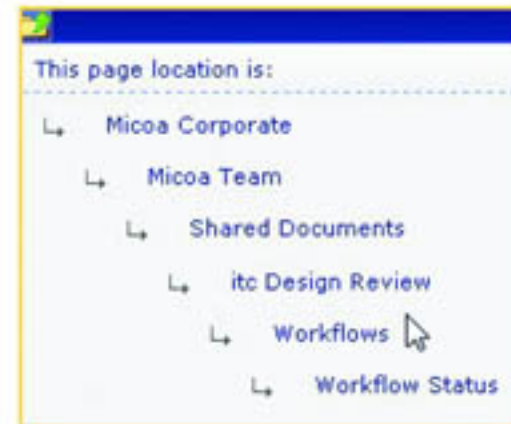 This page location is:
Micoa Corporate
Micoa Team
Shared Documents
itc Design Review
Workflows
Workflow Status